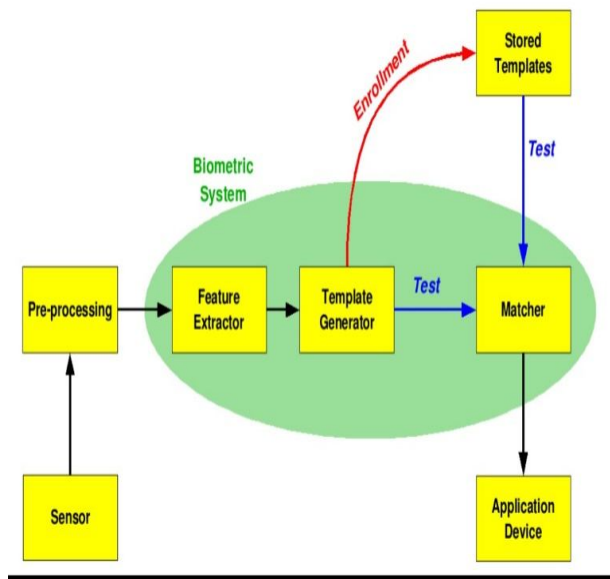 Stored
Templates
Enrollment
Test
Biometric
System
Pre-processing
Feature
Extractor
Template
Generator
Test
Matcher
Sensor
Application
Device